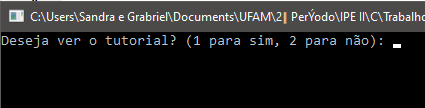 C:\Users\Sandra e Grabriel\Documents\UFAM\2║ PerÝodo\IPE II\C\Trabalho
Deseja ver o tutorial? (1 para sim, 2 para não):